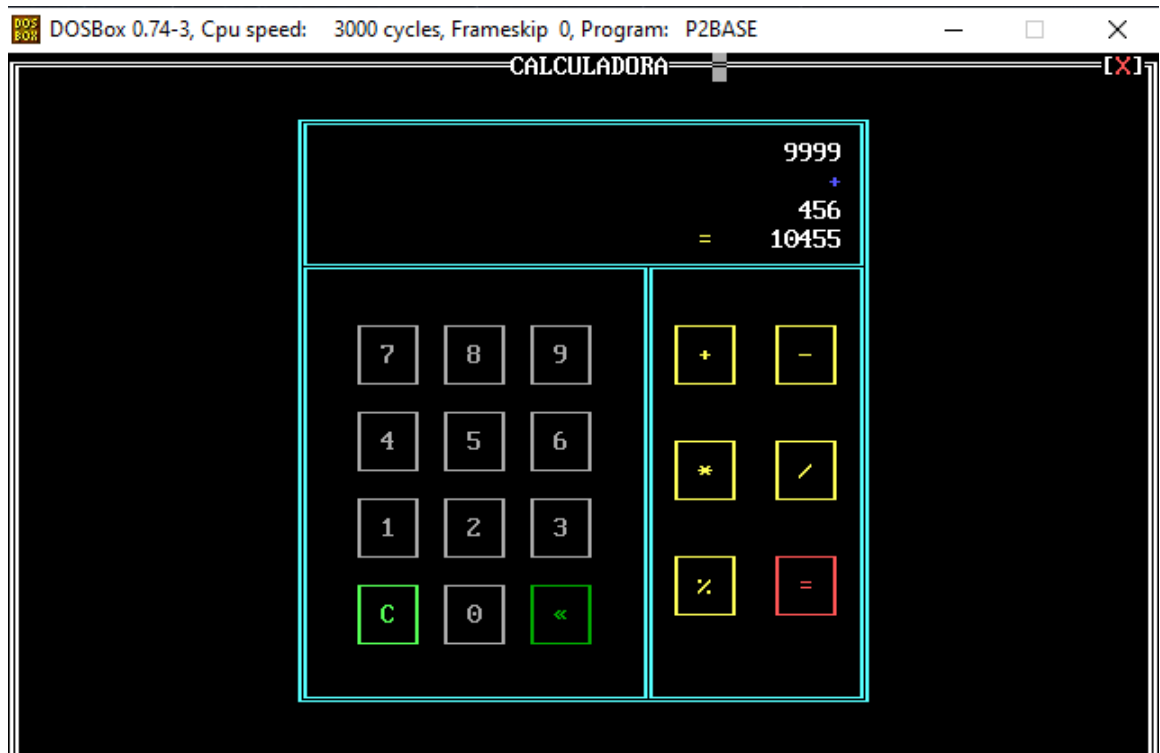 DOSBox 0.74-3, Cpu speed: 3000 cycles, Frameskip 0, Program: P2BASE
CALCULADORA [X]
9999
+
456
= 10455
7 8 9 + -
4 5 6 * /
1 2 3
C 0 « % =